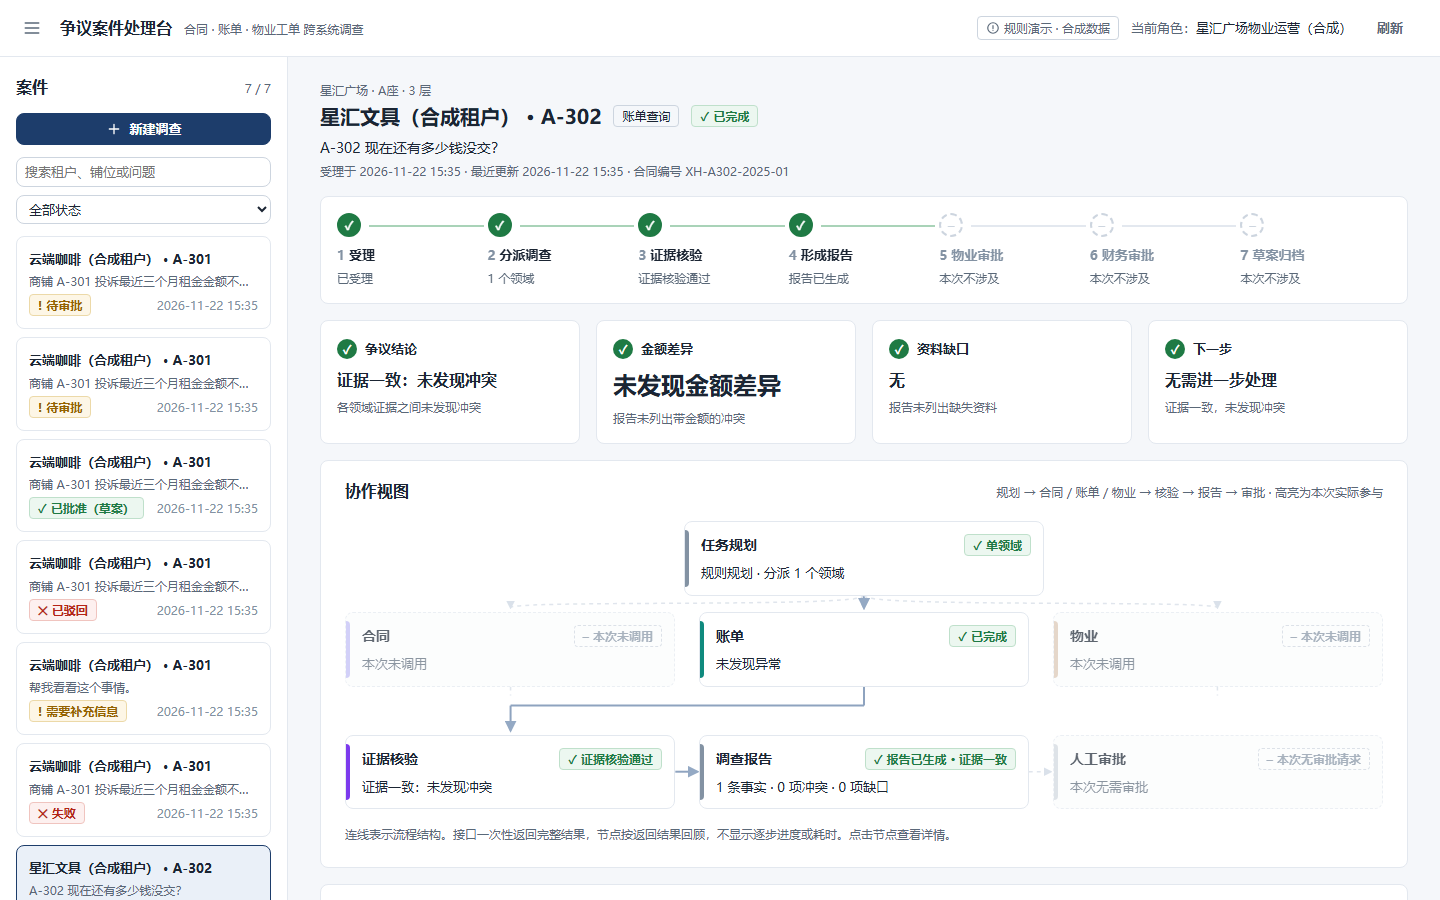 争议案件处理台 合同 · 账单 · 物业工单 跨系统调查
规则演示 · 合成数据 当前角色： 星汇广场物业运营（合成） 刷新
案件 7 / 7
＋ 新建调查
搜索租户、铺位或问题
全部状态
云端咖啡（合成租户） • A-301
商铺 A-301 投诉最近三个月租金金额不...
! 待审批 2026-11-22 15:35
云端咖啡（合成租户） • A-301
商铺 A-301 投诉最近三个月租金金额不...
! 待审批 2026-11-22 15:35
云端咖啡（合成租户） • A-301
商铺 A-301 投诉最近三个月租金金额不...
✓ 已批准（草案） 2026-11-22 15:35
云端咖啡（合成租户） • A-301
商铺 A-301 投诉最近三个月租金金额不...
✕ 已驳回 2026-11-22 15:35
云端咖啡（合成租户） • A-301
帮我看看这个事情。
! 需要补充信息 2026-11-22 15:35
云端咖啡（合成租户） • A-301
商铺 A-301 投诉最近三个月租金金额不...
✕ 失败 2026-11-22 15:35
星汇文具（合成租户） • A-302
A-302 现在还有多少钱没交？
星汇广场 · A座 · 3 层
星汇文具（合成租户） • A-302 账单查询 ✓ 已完成
A-302 现在还有多少钱没交？
受理于 2026-11-22 15:35 · 最近更新 2026-11-22 15:35 · 合同编号 XH-A302-2025-01
1 受理 2 分派调查 3 证据核验 4 形成报告 5 物业审批 6 财务审批 7 草案归档
已受理 1 个领域 证据核验通过 报告已生成 本次不涉及 本次不涉及 本次不涉及
争议结论
证据一致：未发现冲突
各领域证据之间未发现冲突
金额差异
未发现金额差异
报告未列出带金额的冲突
资料缺口
无
报告未列出缺失资料
下一步
无需进一步处理
证据一致，未发现冲突
协作视图 规划 → 合同 / 账单 / 物业 → 核验 → 报告 → 审批 · 高亮为本次实际参与
任务规划 ✓ 单领域
规则规划 · 分派 1 个领域
合同 – 本次未调用
本次未调用
账单 ✓ 已完成
未发现异常
物业 – 本次未调用
本次未调用
证据核验 ✓ 证据核验通过
证据一致：未发现冲突
调查报告 ✓ 报告已生成 • 证据一致
1 条事实 · 0 项冲突 · 0 项缺口
人工审批 – 本次无审批请求
本次无需审批
连线表示流程结构。接口一次性返回完整结果，节点按返回结果回顾，不显示逐步进度或耗时。点击节点查看详情。